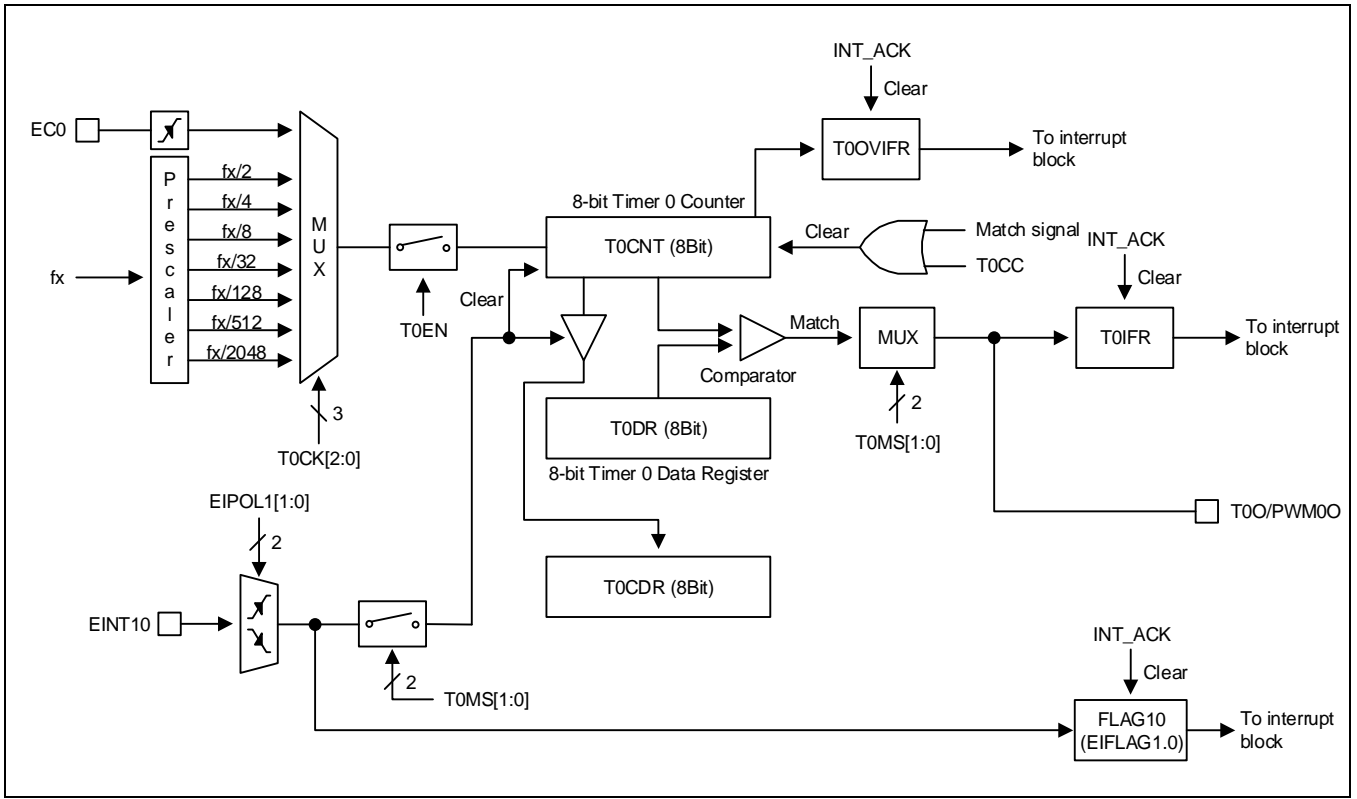 INT_ACK
Clear
EC0
T0OVIFR
To interrupt
block
Prescaler
fx/2
fx/4
fx/8
fx/32
fx/128
fx/512
fx/2048
fx
MUX
8-bit Timer 0 Counter
T0CNT (8Bit)
Clear
Match signal
T0CC
INT_ACK
Clear
T0EN
Clear
Match
Comparator
MUX
T0IFR
To interrupt
block
3
T0CK[2:0]
2
T0MS[1:0]
T0DR (8Bit)
8-bit Timer 0 Data Register
EIPOL1[1:0]
2
T0O/PWM0O
T0CDR (8Bit)
EINT10
2
T0MS[1:0]
INT_ACK
Clear
FLAG10
(EIFLAG1.0)
To interrupt
block